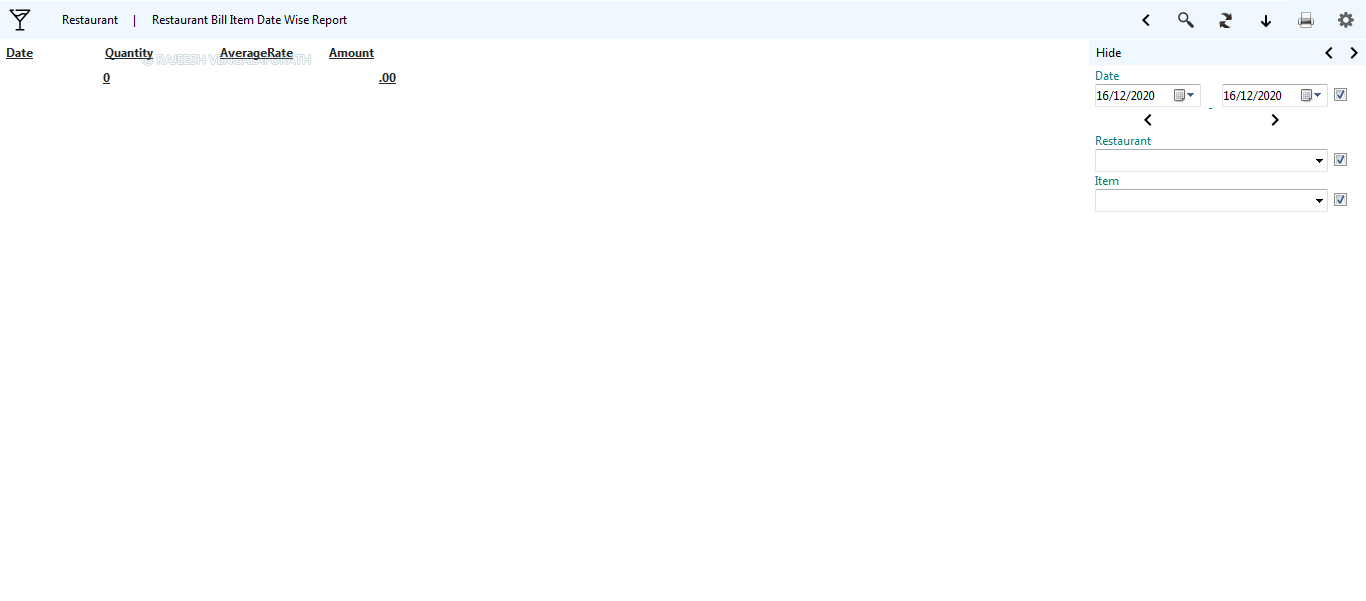 Restaurant | Restaurant Bill Item Date Wise Report
Date Quantity AverageRate Amount
© RAJEESH VENGALAPURATH
0 .00
Hide
Date
16/12/2020 - 16/12/2020
Restaurant
Item